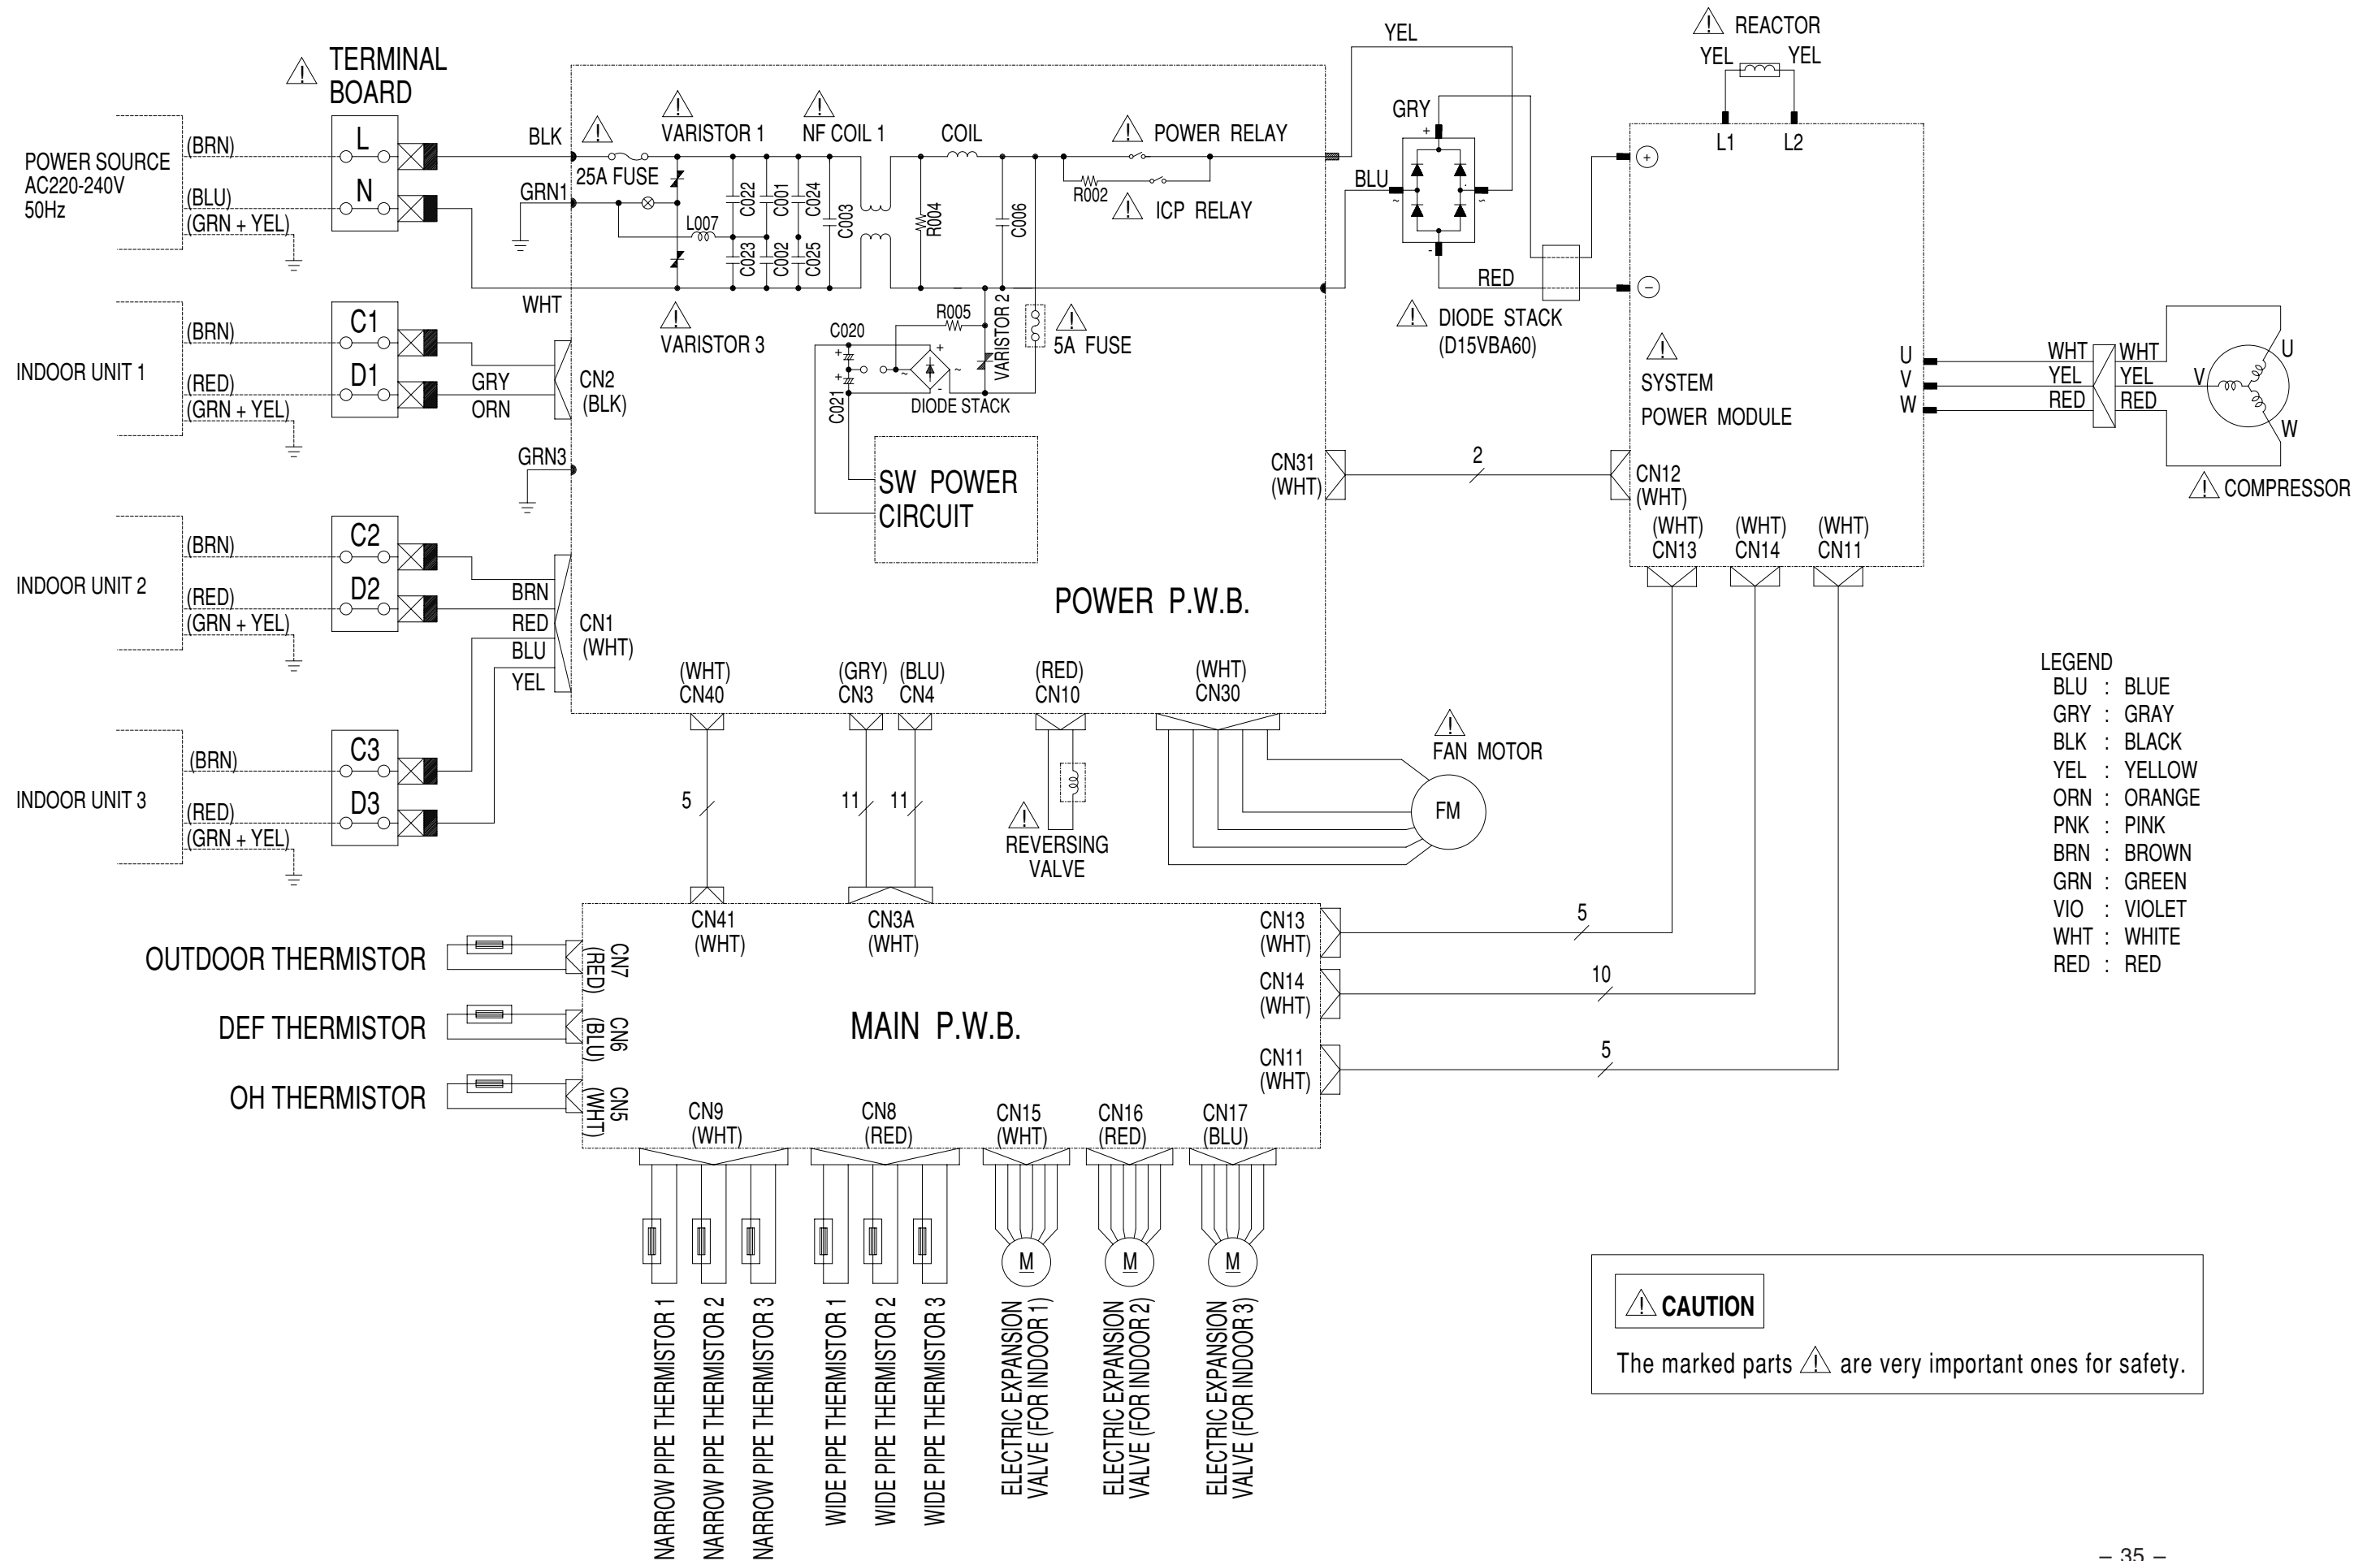 TERMINAL
BOARD
POWER SOURCE
AC220-240V
50Hz
(BRN)
(BLU)
(GRN + YEL)
L
N
BLK
25A FUSE
GRN1
WHT
VARISTOR 1
L007
VARISTOR 3
NF COIL 1
C022
C001
C024
C003
C023
C002
C025
COIL
R004
C006
POWER RELAY
R002
ICP RELAY
YEL
GRY
+
BLU
~
~
-
RED
DIODE STACK
(D15VBA60)
REACTOR
YEL
YEL
L1
L2
+
−
SYSTEM
POWER MODULE
U
V
W
WHT
YEL
RED
WHT
YEL
RED
U
V
W
COMPRESSOR
INDOOR UNIT 1
(BRN)
(RED)
(GRN + YEL)
C1
D1
GRY
ORN
CN2
(BLK)
GRN3
C020
+
+
C021
R005
+
~
~
-
DIODE STACK
VARISTOR 2
5A FUSE
SW POWER
CIRCUIT
CN31
(WHT)
2
CN12
(WHT)
(WHT)
CN13
(WHT)
CN14
(WHT)
CN11
INDOOR UNIT 2
(BRN)
(RED)
(GRN + YEL)
C2
D2
BRN
RED
BLU
YEL
CN1
(WHT)
POWER P.W.B.
INDOOR UNIT 3
(BRN)
(RED)
(GRN + YEL)
C3
D3
(WHT)
CN40
(GRY)
CN3
(BLU)
CN4
(RED)
CN10
(WHT)
CN30
5
11
11
REVERSING
VALVE
FAN MOTOR
FM
LEGEND
BLU : BLUE
GRY : GRAY
BLK : BLACK
YEL : YELLOW
ORN : ORANGE
PNK : PINK
BRN : BROWN
GRN : GREEN
VIO : VIOLET
WHT : WHITE
RED : RED
CN41
(WHT)
CN3A
(WHT)
CN13
(WHT)
5
CN14
(WHT)
10
CN11
(WHT)
5
OUTDOOR THERMISTOR
CN7
(RED)
DEF THERMISTOR
CN6
(BLU)
OH THERMISTOR
CN5
(WHT)
MAIN P.W.B.
CN9
(WHT)
CN8
(RED)
CN15
(WHT)
CN16
(RED)
CN17
(BLU)
M
M
M
NARROW PIPE THERMISTOR 1
NARROW PIPE THERMISTOR 2
NARROW PIPE THERMISTOR 3
WIDE PIPE THERMISTOR 1
WIDE PIPE THERMISTOR 2
WIDE PIPE THERMISTOR 3
ELECTRIC EXPANSION
VALVE (FOR INDOOR 1)
ELECTRIC EXPANSION
VALVE (FOR INDOOR 2)
ELECTRIC EXPANSION
VALVE (FOR INDOOR 3)
⚠ CAUTION
The marked parts ⚠ are very important ones for safety.
– 35 –